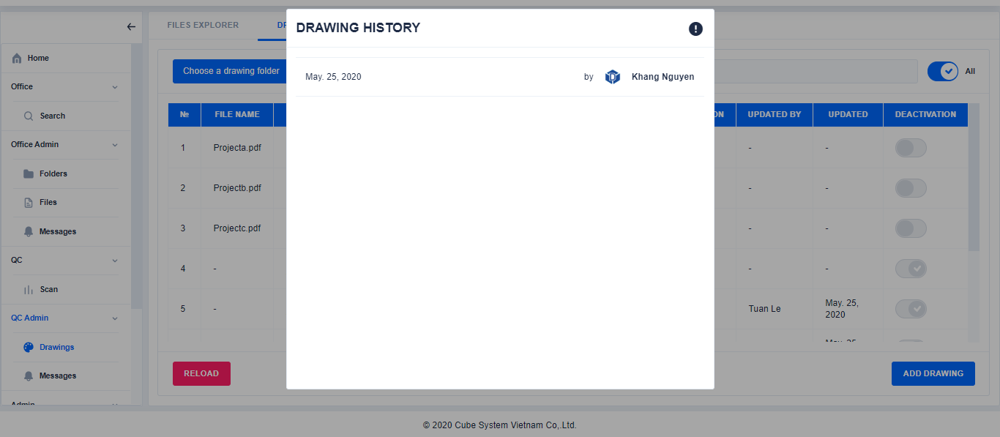 DRAWING HISTORY
May. 25, 2020 by Khang Nguyen
FILES EXPLORER
Home
Office
Search
Office Admin
Folders
Files
Messages
QC
Scan
QC Admin
Drawings
Messages
Admin
Choose a drawing folder
All
№ FILE NAME UPDATED BY UPDATED DEACTIVATION
1 Projecta.pdf - -
2 Projectb.pdf - -
3 Projectc.pdf - -
4 - - -
5 - Tuan Le May. 25,
2020
May. 25,
RELOAD
ADD DRAWING
© 2020 Cube System Vietnam Co,.Ltd.